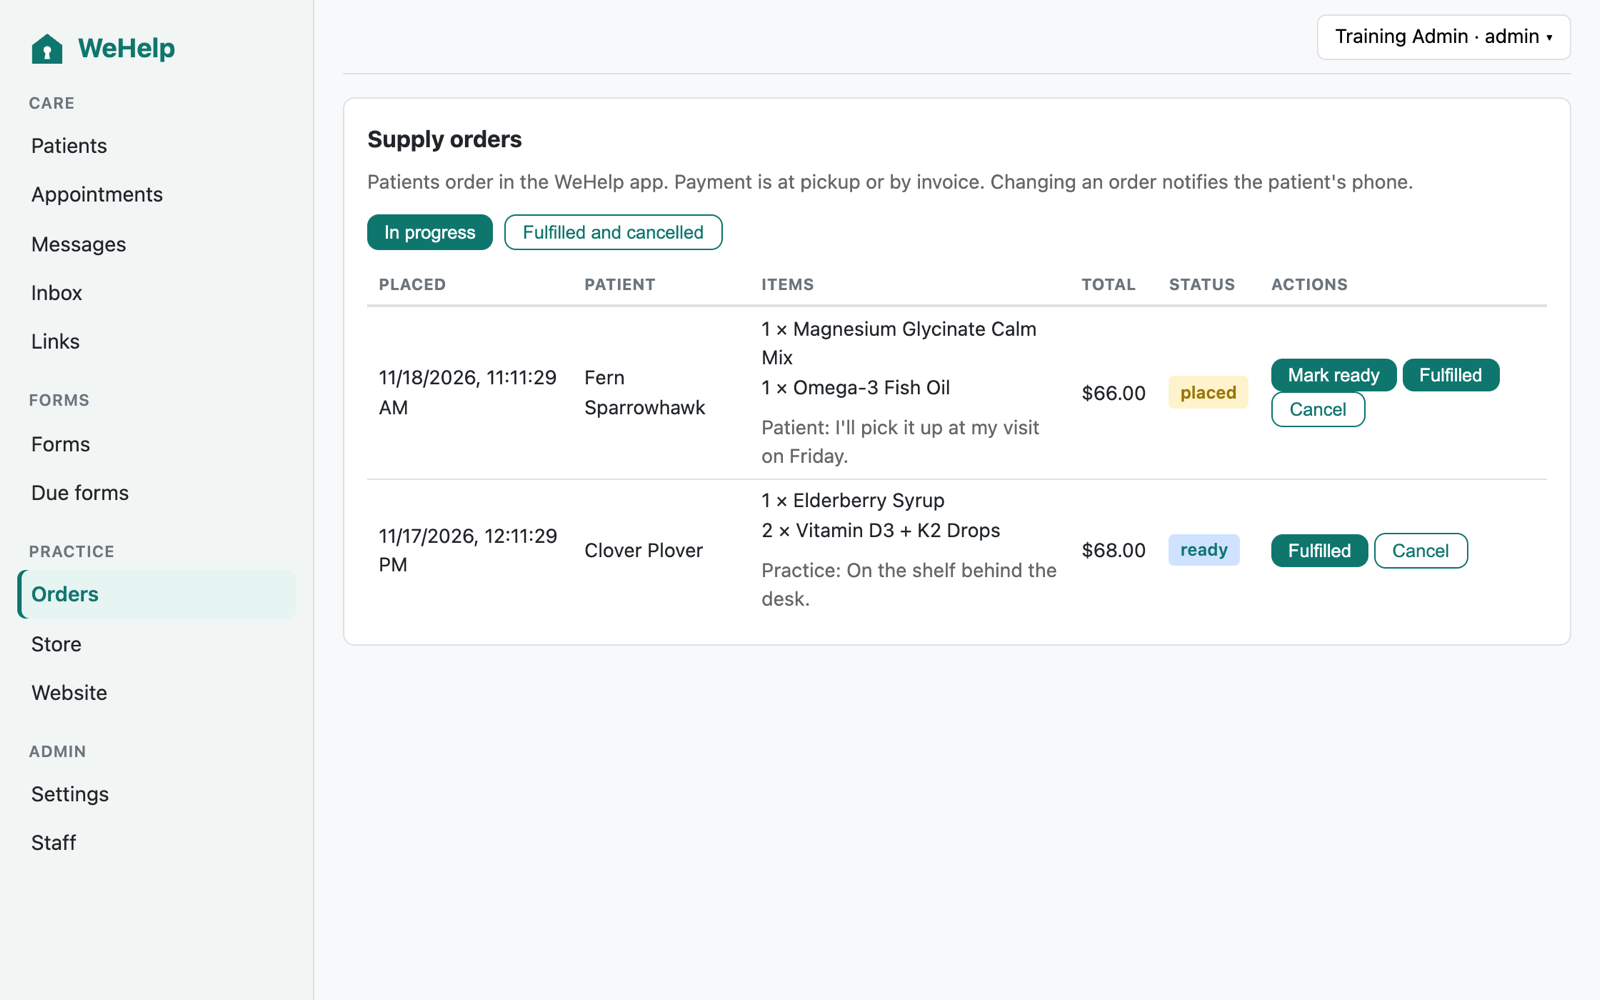 WeHelp
Training Admin · admin ▾
CARE
Patients
Appointments
Messages
Inbox
Links
FORMS
Forms
Due forms
PRACTICE
Orders
Store
Website
ADMIN
Settings
Staff
Supply orders
Patients order in the WeHelp app. Payment is at pickup or by invoice. Changing an order notifies the patient's phone.
In progress
Fulfilled and cancelled
PLACED PATIENT ITEMS TOTAL STATUS ACTIONS
11/18/2026, 11:11:29
AM
Fern
Sparrowhawk
1 × Magnesium Glycinate Calm
Mix
1 × Omega-3 Fish Oil
Patient: I'll pick it up at my visit
on Friday.
$66.00
placed
Mark ready
Fulfilled
Cancel
11/17/2026, 12:11:29
PM
Clover Plover
1 × Elderberry Syrup
2 × Vitamin D3 + K2 Drops
Practice: On the shelf behind the
desk.
$68.00
ready
Fulfilled
Cancel